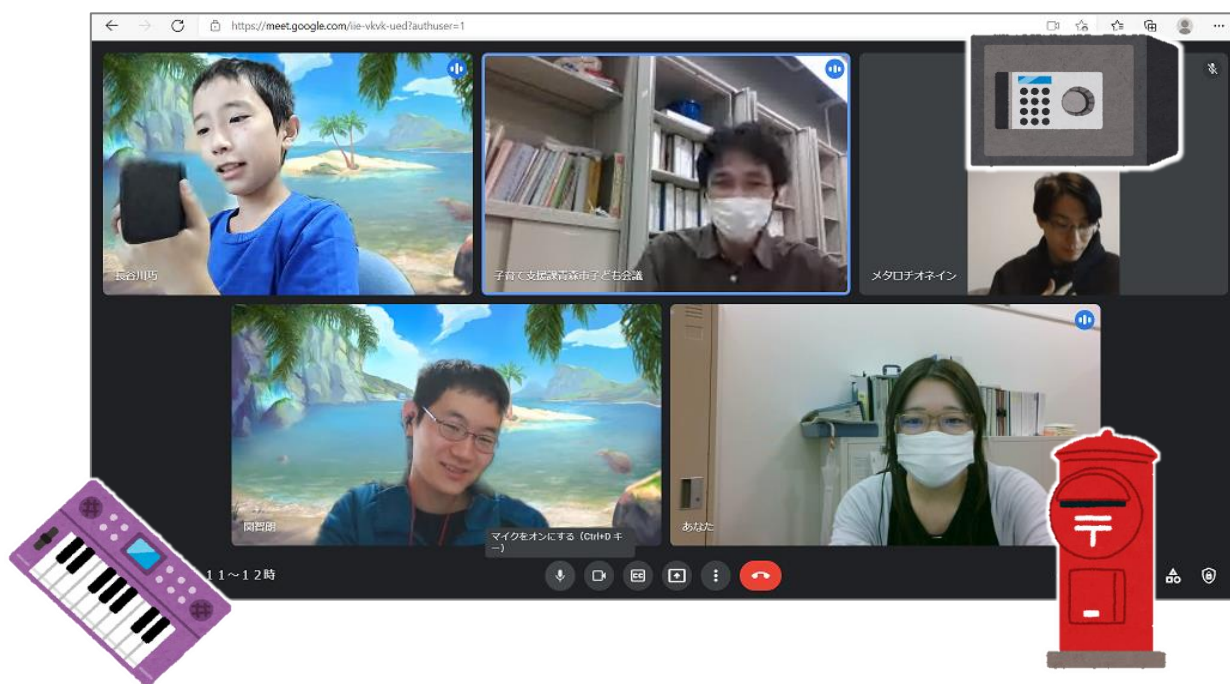 https://meet.google.com/iie-vkvk-ued?authuser=1
長谷川巧
子育て支援課青森市子ども会議
メタロチオネイン
関智朗
あなた
マイクをオンにする (Ctrl+D キ
ー)
11～12時
CC
〒